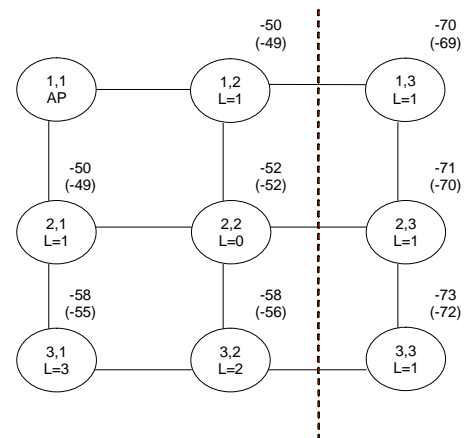 -50
(-49)
-70
(-69)
1,1
AP
1,2
L=1
1,3
L=1
-50
(-49)
-52
(-52)
-71
(-70)
2,1
L=1
2,2
L=0
2,3
L=1
-58
(-55)
-58
(-56)
-73
(-72)
3,1
L=3
3,2
L=2
3,3
L=1